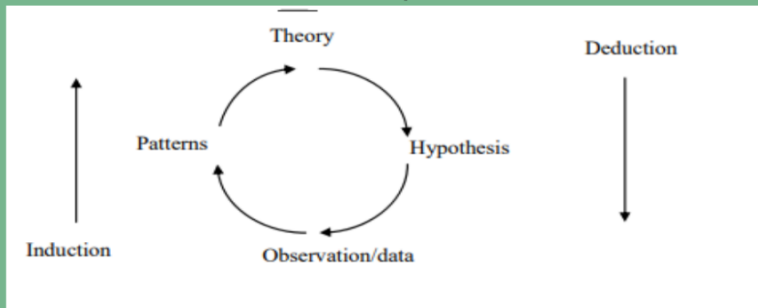 Theory
Deduction
Patterns
Hypothesis
Induction
Observation/data